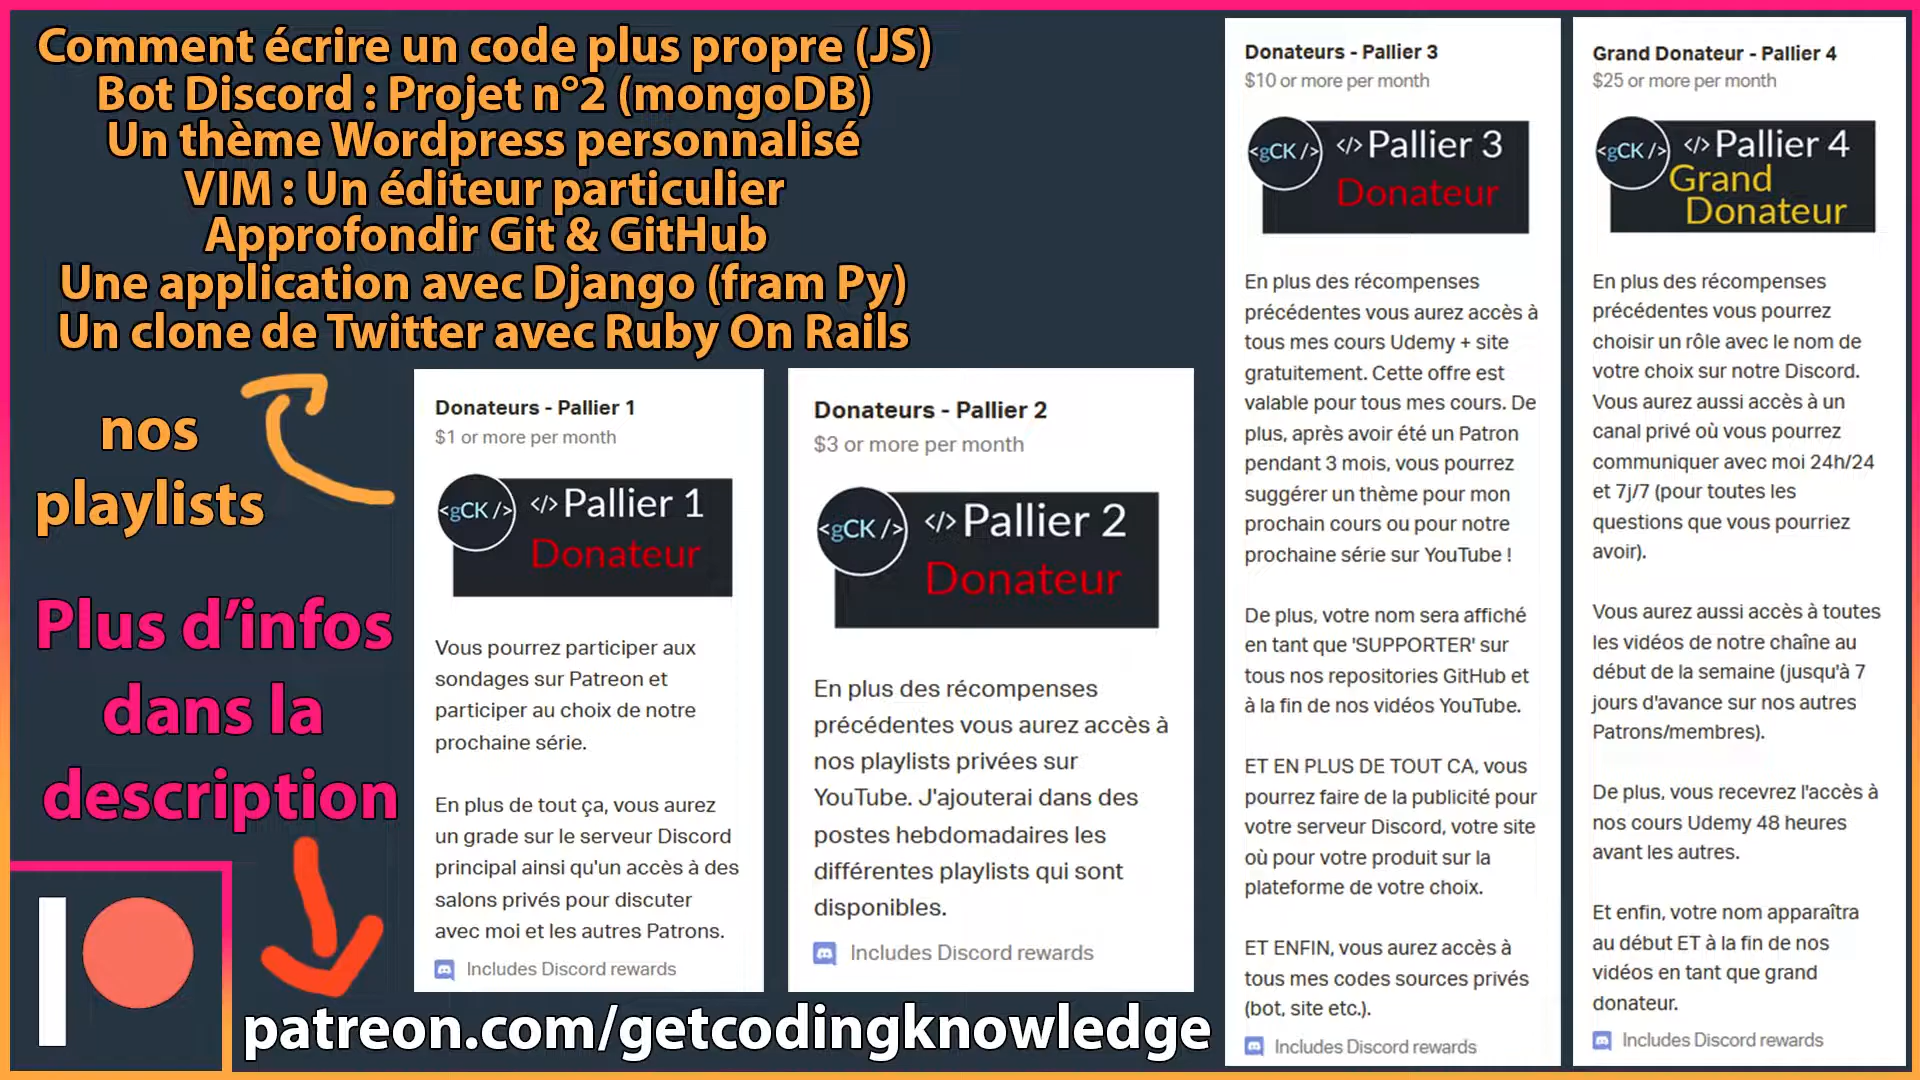 Comment écrire un code plus propre (JS)
Bot Discord : Projet n°2 (mongoDB)
Un thème Wordpress personnalisé
VIM : Un éditeur particulier
Approfondir Git & GitHub
Une application avec Django (fram Py)
Un clone de Twitter avec Ruby On Rails
nos
playlists
Plus d’infos
dans la
description
Donateurs - Pallier 1
$1 or more per month
<gCK />
</> Pallier 1
Donateur
Vous pourrez participer aux
sondages sur Patreon et
participer au choix de notre
prochaine série.
En plus de tout ça, vous aurez
un grade sur le serveur Discord
principal ainsi qu'un accès à des
salons privés pour discuter
avec moi et les autres Patrons.
Includes Discord rewards
Donateurs - Pallier 2
$3 or more per month
<gCK />
</> Pallier 2
Donateur
En plus des récompenses
précédentes vous aurez accès à
nos playlists privées sur
YouTube. J'ajouterai dans des
postes hebdomadaires les
différentes playlists qui sont
disponibles.
Includes Discord rewards
Donateurs - Pallier 3
$10 or more per month
<gCK />
</> Pallier 3
Donateur
En plus des récompenses
précédentes vous aurez accès à
tous mes cours Udemy + site
gratuitement. Cette offre est
valable pour tous mes cours. De
plus, après avoir été un Patron
pendant 3 mois, vous pourrez
suggérer un thème pour mon
prochain cours ou pour notre
prochaine série sur YouTube !
De plus, votre nom sera affiché
en tant que 'SUPPORTER' sur
tous nos repositories GitHub et
à la fin de nos vidéos YouTube.
ET EN PLUS DE TOUT CA, vous
pourrez faire de la publicité pour
votre serveur Discord, votre site
où pour votre produit sur la
plateforme de votre choix.
ET ENFIN, vous aurez accès à
tous mes codes sources privés
(bot, site etc.).
Includes Discord rewards
Grand Donateur - Pallier 4
$25 or more per month
<gCK />
</> Pallier 4
Grand
Donateur
En plus des récompenses
précédentes vous pourrez
choisir un rôle avec le nom de
votre choix sur notre Discord.
Vous aurez aussi accès à un
canal privé où vous pourrez
communiquer avec moi 24h/24
et 7j/7 (pour toutes les
questions que vous pourriez
avoir).
Vous aurez aussi accès à toutes
les vidéos de notre chaîne au
début de la semaine (jusqu'à 7
jours d'avance sur nos autres
Patrons/membres).
De plus, vous recevrez l'accès à
nos cours Udemy 48 heures
avant les autres.
Et enfin, votre nom apparaîtra
au début ET à la fin de nos
vidéos en tant que grand
donateur.
Includes Discord rewards
patreon.com/getcodingknowledge